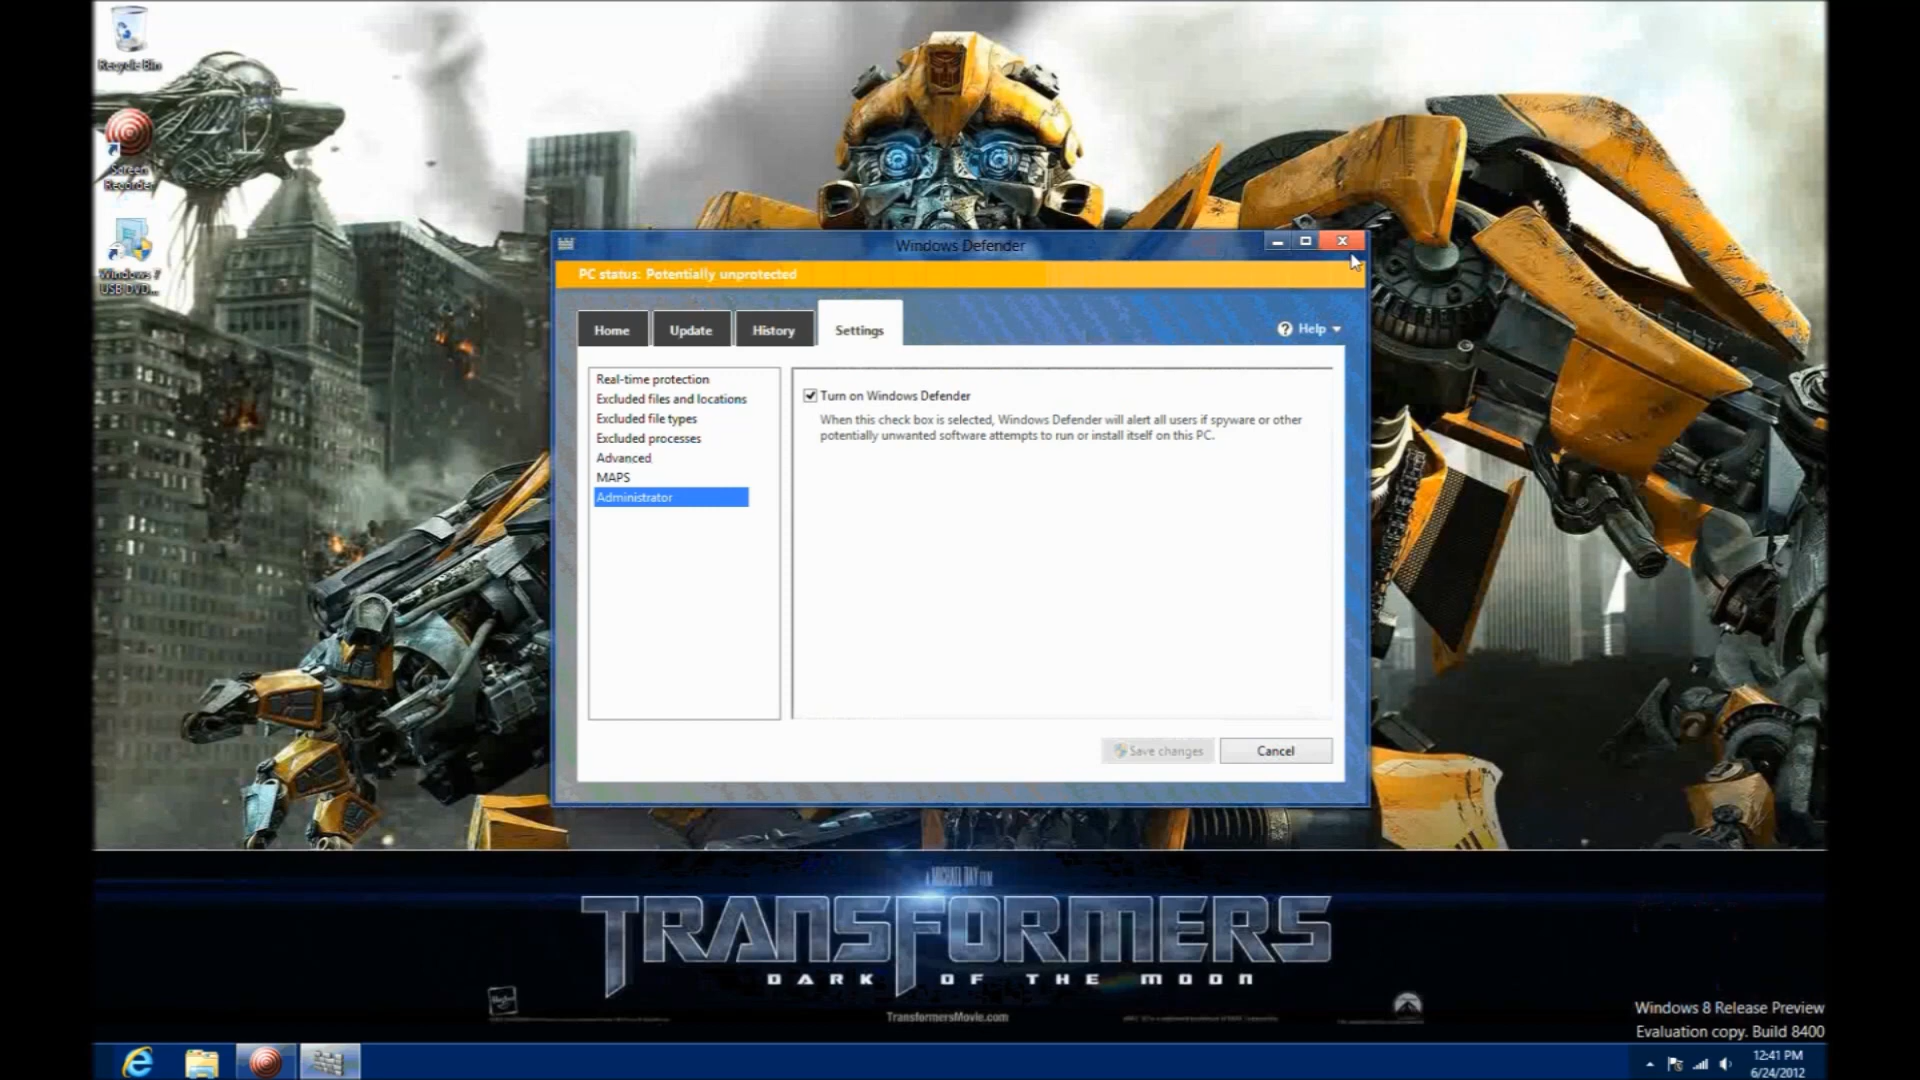 Recycle Bin
Screen
Recorder
Windows 7
USB DVD...
Windows Defender
PC status: Potentially unprotected
Home
Update
History
Settings
Help
Real-time protection
Excluded files and locations
Excluded file types
Excluded processes
Advanced
MAPS
Administrator
Turn on Windows Defender
When this check box is selected, Windows Defender will alert all users if spyware or other
potentially unwanted software attempts to run or install itself on this PC.
Save changes
Cancel
A MICHAEL BAY FILM
TRANSFORMERS
DARK OF THE MOON
TransformersMovie.com
Windows 8 Release Preview
Evaluation copy. Build 8400
12:41 PM
6/24/2012